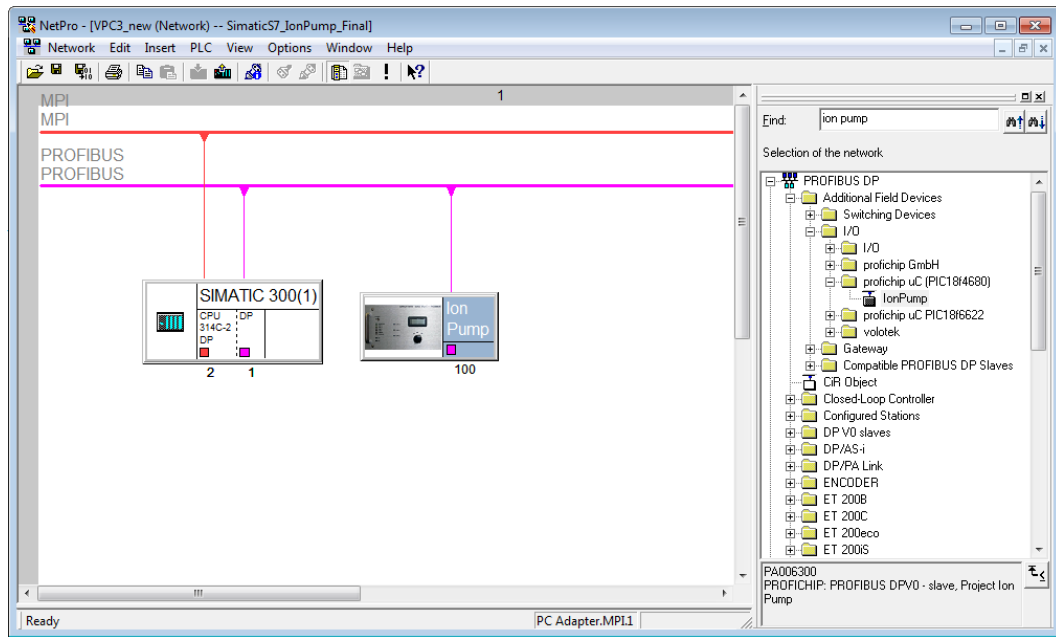 NetPro - [VPC3_new (Network) -- SimaticS7_IonPump_Final]
Network Edit Insert PLC View Options Window Help
1
MPI
MPI
PROFIBUS
PROFIBUS
SIMATIC 300(1)
CPU
314C-2
DP
DP
2 1
Ion
Pump
100
Find: ion pump
Selection of the network
PROFIBUS DP
Additional Field Devices
Switching Devices
I/O
I/O
profichip GmbH
profichip uC (PIC18f4680)
IonPump
profichip uC PIC18f6622
volotek
Gateway
Compatible PROFIBUS DP Slaves
CiR Object
Closed-Loop Controller
Configured Stations
DP V0 slaves
DP/AS-i
DP/PA Link
ENCODER
ET 200B
ET 200C
ET 200eco
ET 200iS
PA006300
PROFICHIP: PROFIBUS DPV0 - slave, Project Ion
Pump
Ready
PC Adapter.MPI.1